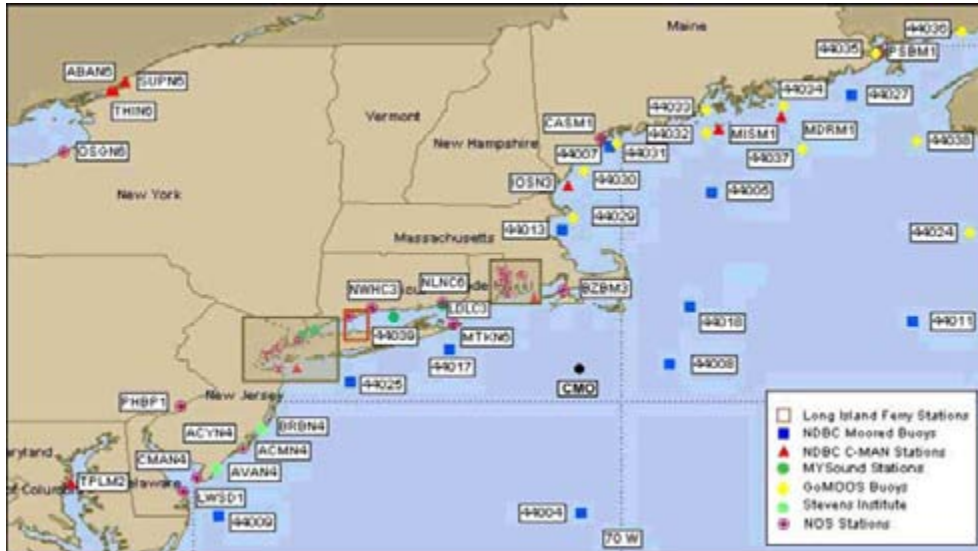 Maine
44036
44035
PSBM1
ABAN6
SUPN6
THIN6
44027
44034
44033
Vermont
CASM1
44032
MISM1
MDRM1
OSGN6
New Hampshire
44007
44031
44037
44038
44030
IOSN3
44005
New York
44029
44013
44024
Massachusetts
NLNC6
NWHC3
BZBM3
LDLC3
44018
44011
44039
MTKN6
44017
44008
44025
CMO
New Jersey
PHBP1
ACYN4
BRBN4
CMAN4
ACMN4
AVAN4
TPLM2
LWSD1
44009
44004
70 W
Long Island Ferry Stations
NDBC Moored Buoys
NDBC C-MAN Stations
MYSound Stations
GoMOOS Buoys
Stevens Institute
NOS Stations